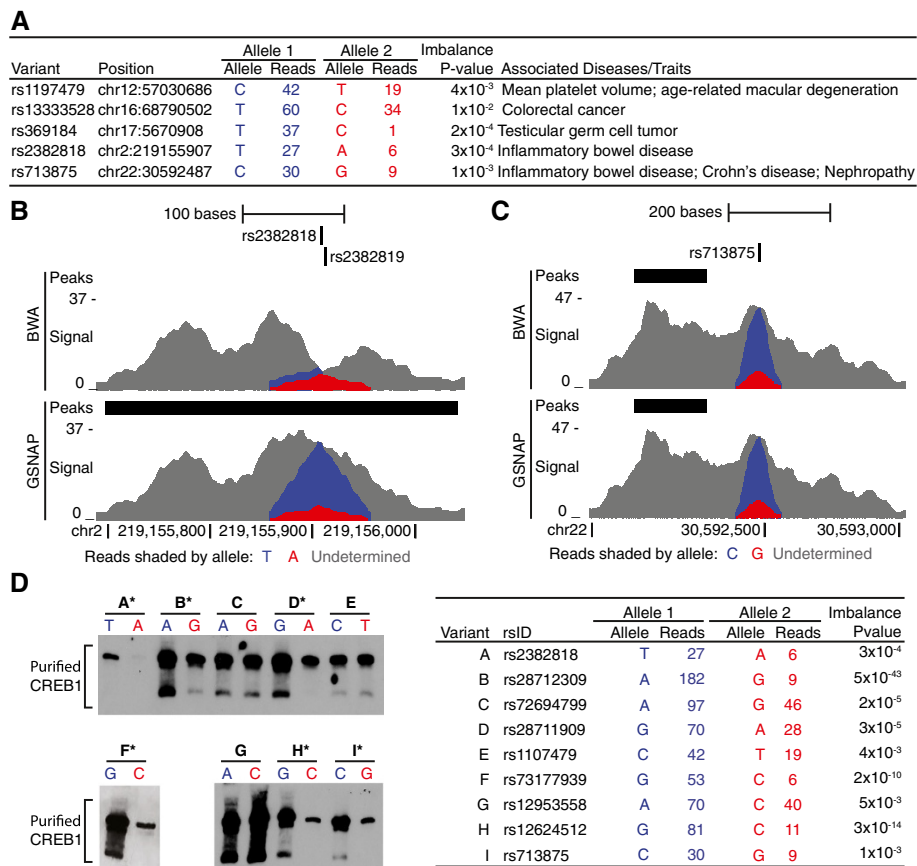 A
Allele 1 Allele 2 Imbalance
Variant Position Allele Reads Allele Reads P-value Associated Diseases/Traits
rs1197479 chr12:57030686 C 42 T 19 4x10⁻³ Mean platelet volume; age-related macular degeneration
rs13333528 chr16:68790502 T 60 C 34 1x10⁻² Colorectal cancer
rs369184 chr17:5670908 T 37 C 1 2x10⁻⁴ Testicular germ cell tumor
rs2382818 chr2:219155907 T 27 A 6 3x10⁻⁴ Inflammatory bowel disease
rs713875 chr22:30592487 C 30 G 9 1x10⁻³ Inflammatory bowel disease; Crohn's disease; Nephropathy
B
100 bases
rs2382818
rs2382819
BWA
Peaks
37 -
Signal
0 _
GSNAP
Peaks
37 -
Signal
0 _
chr2 219,155,800 219,155,900 219,156,000
Reads shaded by allele: T A Undetermined
C
200 bases
rs713875
BWA
Peaks
47 -
Signal
0 _
GSNAP
Peaks
47 -
Signal
0 _
chr22 30,592,500 30,593,000
Reads shaded by allele: C G Undetermined
D
A* B* C D* E
T A A G A G G A C T
Purified
CREB1
F* G H* I*
G C A C G C C G
Purified
CREB1
Allele 1 Allele 2 Imbalance
Variant rsID Allele Reads Allele Reads Pvalue
A rs2382818 T 27 A 6 3x10⁻⁴
B rs28712309 A 182 G 9 5x10⁻⁴³
C rs72694799 A 97 G 46 2x10⁻⁵
D rs28711909 G 70 A 28 3x10⁻⁵
E rs1107479 C 42 T 19 4x10⁻³
F rs73177939 G 53 C 6 2x10⁻¹⁰
G rs12953558 A 70 C 40 5x10⁻³
H rs12624512 G 81 C 11 3x10⁻¹⁴
I rs713875 C 30 G 9 1x10⁻³